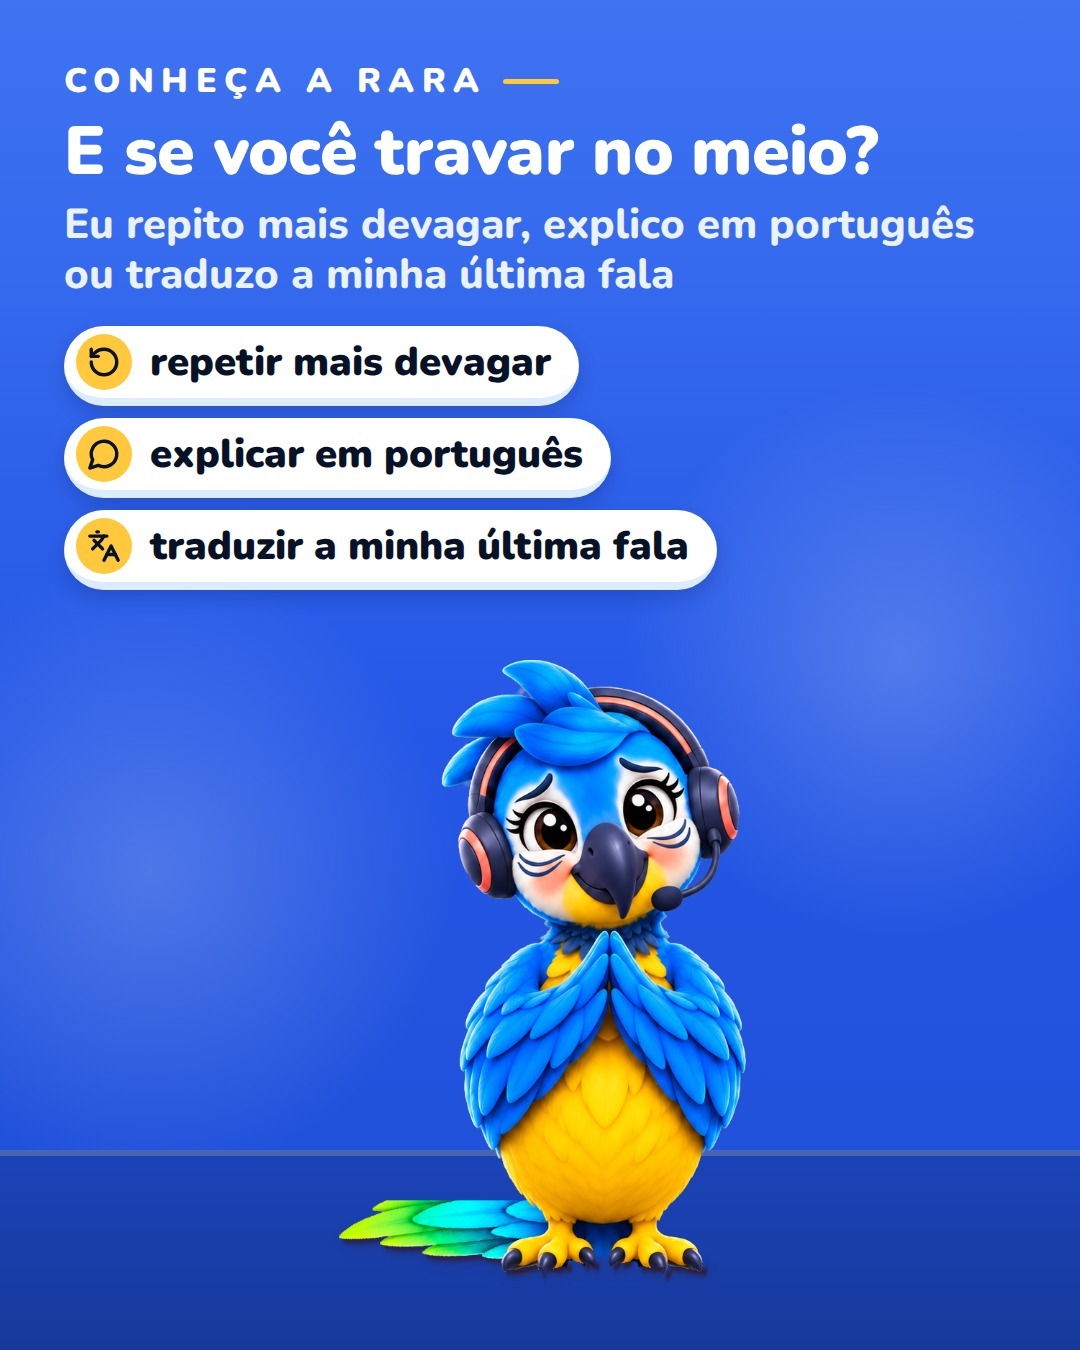 CONHEÇA A RARA
E se você travar no meio?
Eu repito mais devagar, explico em português
ou traduzo a minha última fala
repetir mais devagar
explicar em português
traduzir a minha última fala